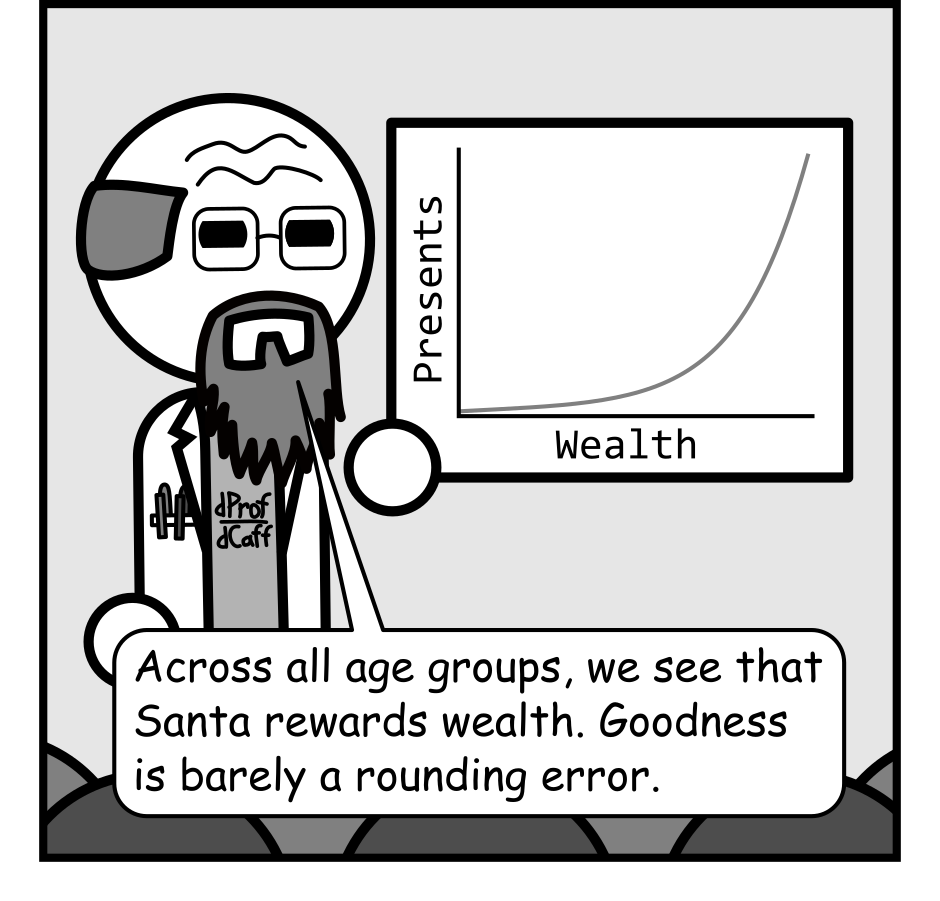 Presents
Wealth
dProf
dCaff
Across all age groups, we see that
Santa rewards wealth. Goodness
is barely a rounding error.